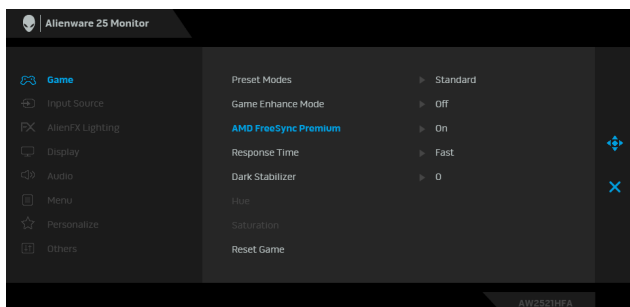 Alienware 25 Monitor
Game
Input Source
FX AlienFX Lighting
Display
Audio
Menu
Personalize
Others
Preset Modes Standard
Game Enhance Mode Off
AMD FreeSync Premium On
Response Time Fast
Dark Stabilizer 0
Hue
Saturation
Reset Game
AW2521HFA